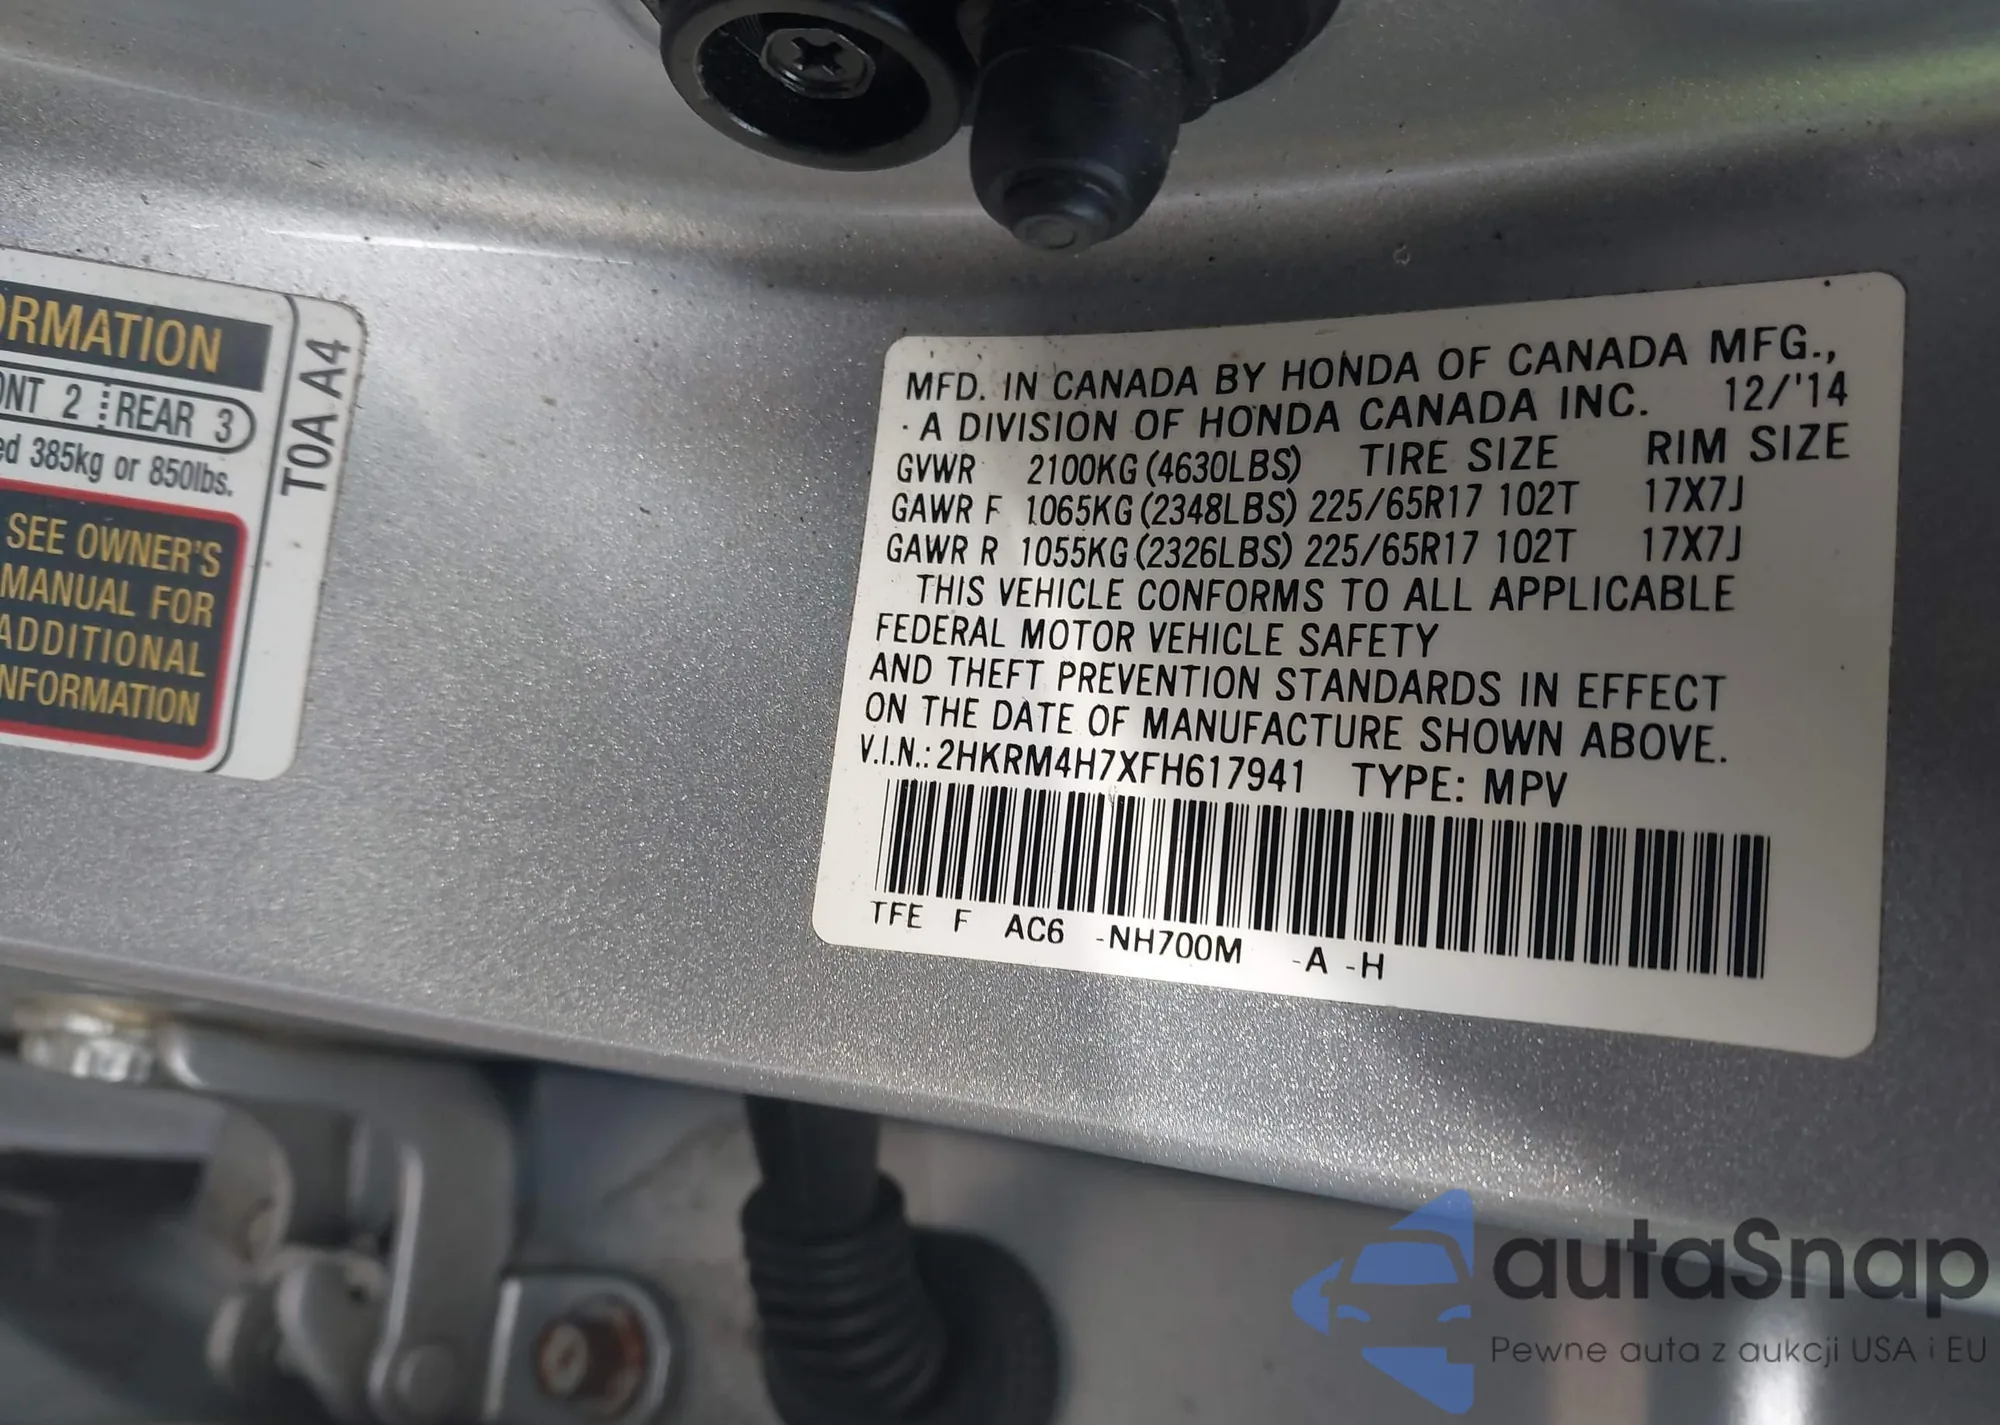 ORMATION
ONT 2 REAR 3
ed 385kg or 850lbs.
SEE OWNER'S
MANUAL FOR
ADDITIONAL
NFORMATION
T0A A4
MFD. IN CANADA BY HONDA OF CANADA MFG.,
A DIVISION OF HONDA CANADA INC. 12/'14
GVWR 2100KG (4630LBS) TIRE SIZE RIM SIZE
GAWR F 1065KG (2348LBS) 225/65R17 102T 17X7J
GAWR R 1055KG (2326LBS) 225/65R17 102T 17X7J
THIS VEHICLE CONFORMS TO ALL APPLICABLE
FEDERAL MOTOR VEHICLE SAFETY
AND THEFT PREVENTION STANDARDS IN EFFECT
ON THE DATE OF MANUFACTURE SHOWN ABOVE.
V.I.N.: 2HKRM4H7XFH617941 TYPE: MPV
TFE F AC6 -NH700M -A -H
autaSnap
Pewne auta z aukcji USA i EU